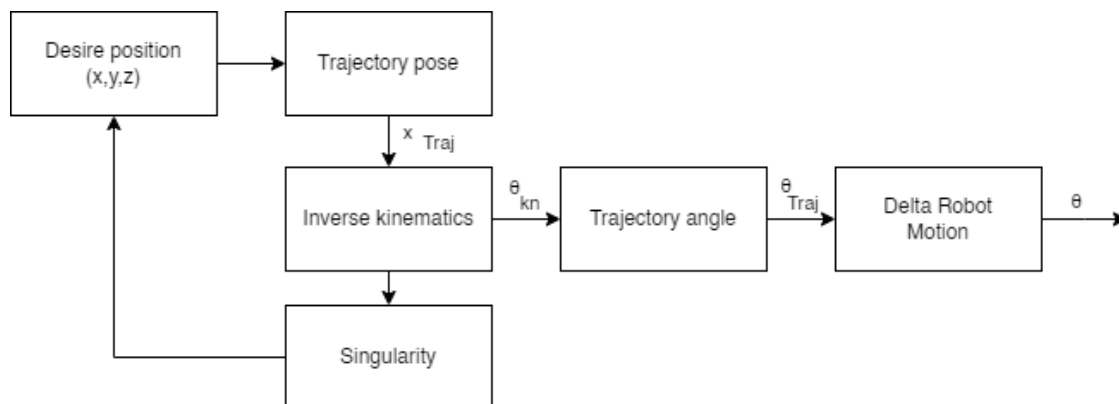 Desire position
(x,y,z)
Trajectory pose
x Traj
Inverse kinematics
θ kn
Trajectory angle
θ Traj
Delta Robot
Motion
θ
Singularity